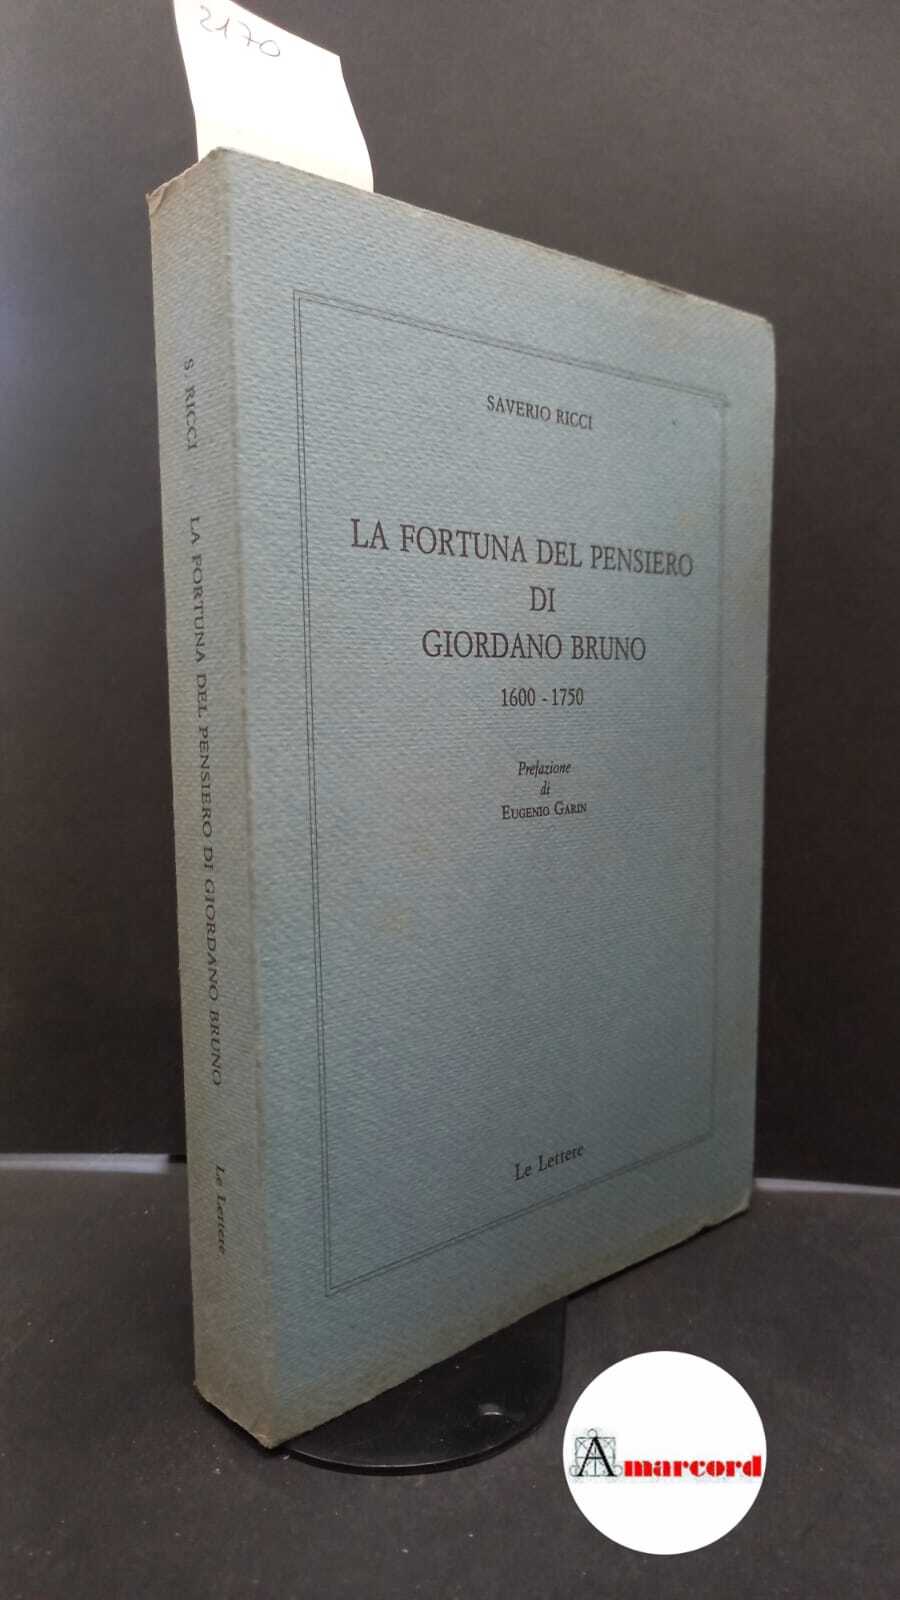 2170
SAVERIO RICCI
LA FORTUNA DEL PENSIERO
DI
GIORDANO BRUNO
1600 - 1750
Prefazione
di
EUGENIO GARIN
Le Lettere
S. RICCI LA FORTUNA DEL PENSIERO DI GIORDANO BRUNO Le Lettere
Amarcord